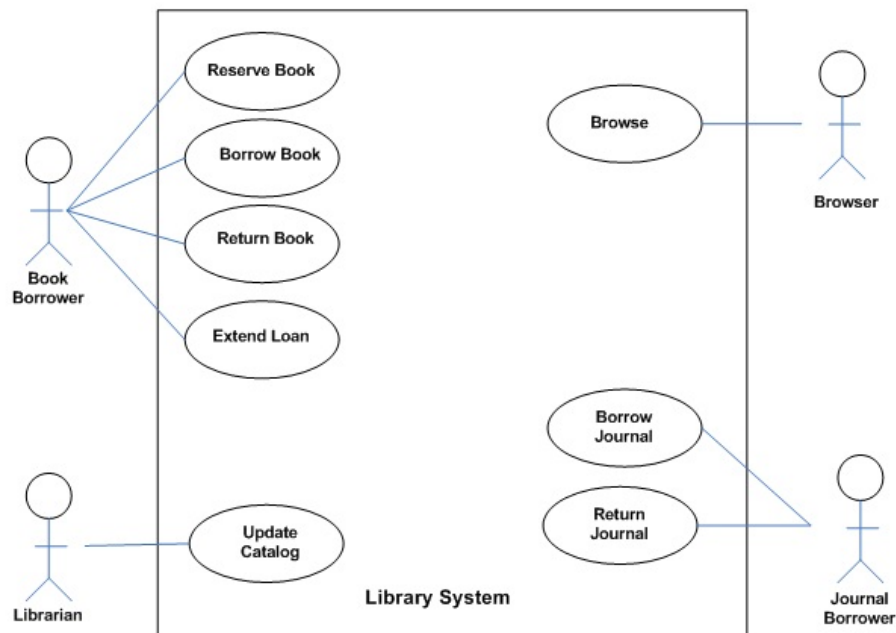 Reserve Book
Borrow Book
Return Book
Extend Loan
Book
Borrower
Browse
Browser
Borrow
Journal
Return
Journal
Journal
Borrower
Update
Catalog
Librarian
Library System